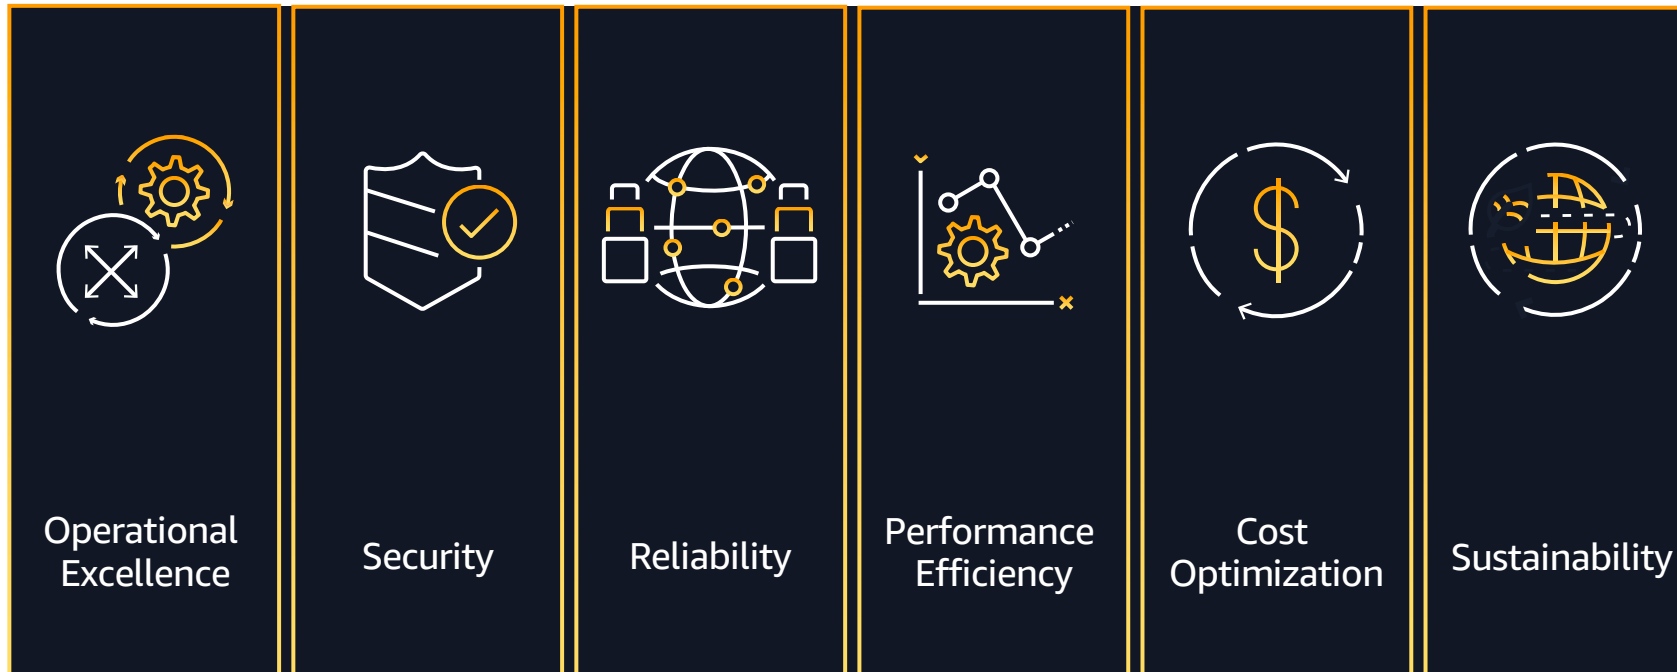 Operational
Excellence
Security
Reliability
Performance
Efficiency
Cost
Optimization
Sustainability